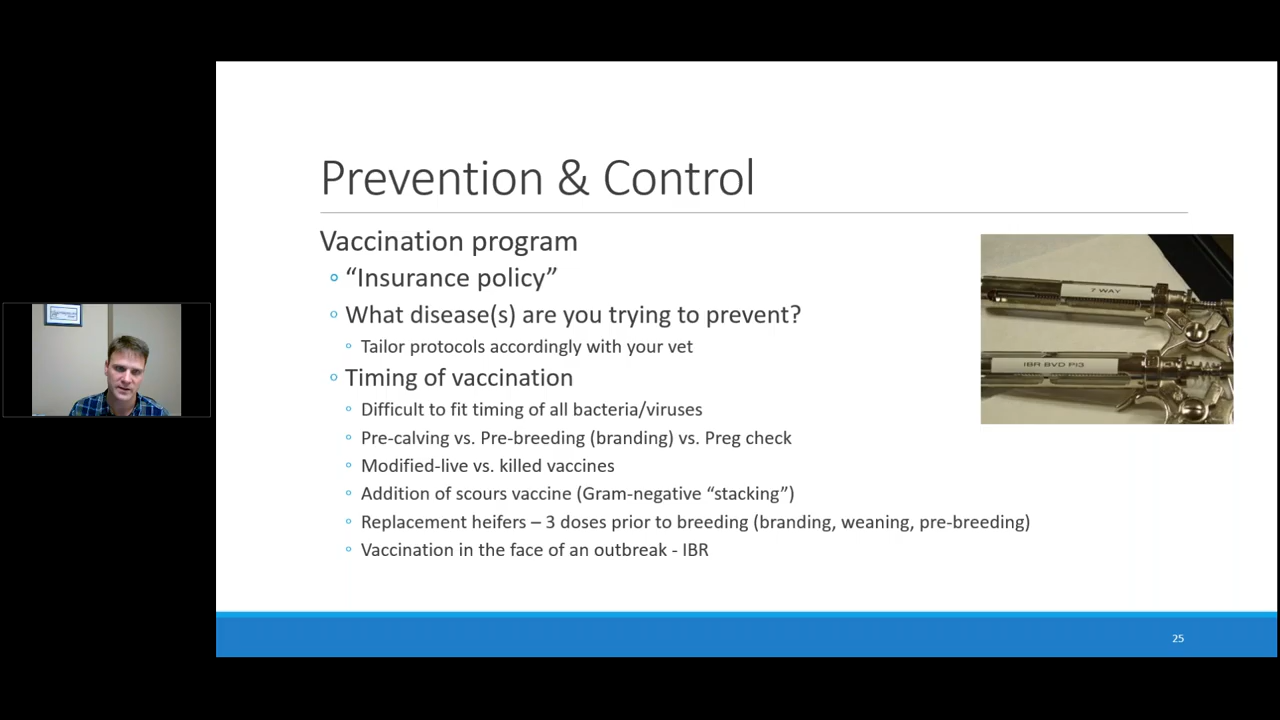 Prevention & Control
Vaccination program
“Insurance policy”
What disease(s) are you trying to prevent?
Tailor protocols accordingly with your vet
Timing of vaccination
Difficult to fit timing of all bacteria/viruses
Pre-calving vs. Pre-breeding (branding) vs. Preg check
Modified-live vs. killed vaccines
Addition of scours vaccine (Gram-negative “stacking”)
Replacement heifers – 3 doses prior to breeding (branding, weaning, pre-breeding)
Vaccination in the face of an outbreak - IBR
7 WAY
IBR BVD PI3
25